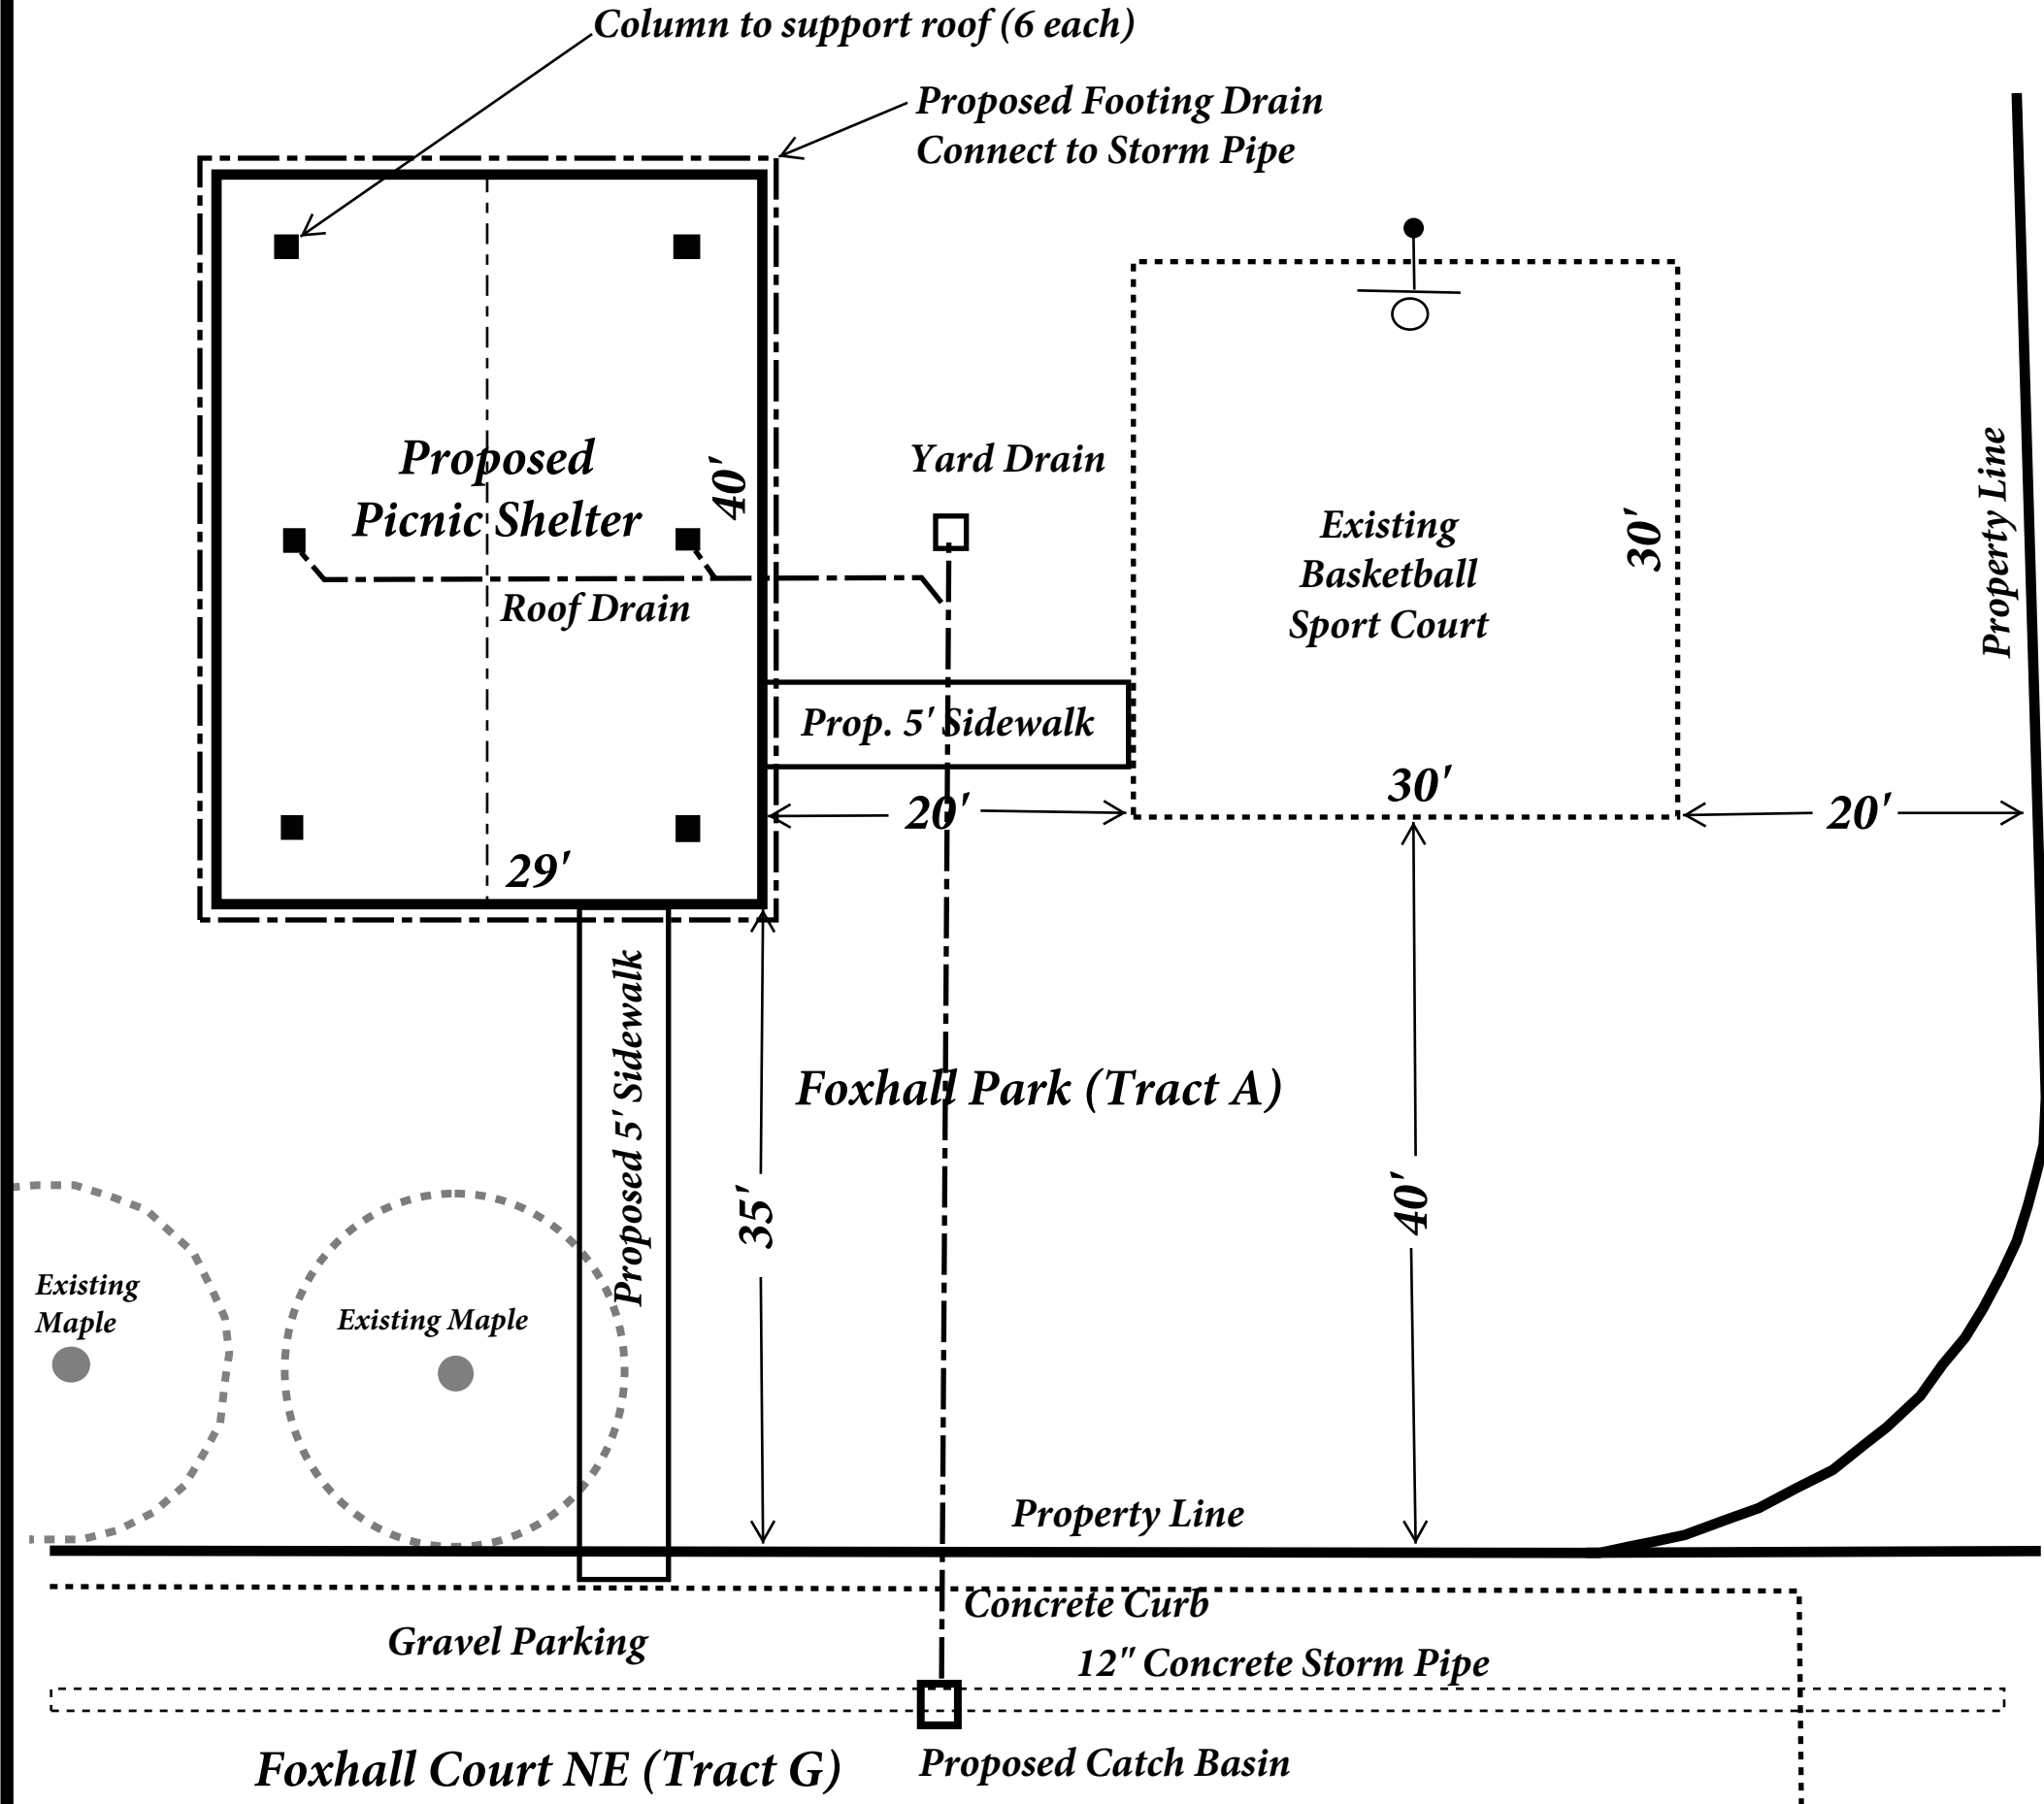 Column to support roof (6 each)
Proposed Footing Drain
Connect to Storm Pipe
Proposed
Picnic Shelter
40'
Yard Drain
Existing
Basketball
Sport Court
30'
Property Line
Roof Drain
Prop. 5' Sidewalk
30'
20'
20'
29'
Proposed 5' Sidewalk
Foxhall Park (Tract A)
35'
40'
Existing
Maple
Existing Maple
Property Line
Concrete Curb
Gravel Parking
12" Concrete Storm Pipe
Foxhall Court NE (Tract G)
Proposed Catch Basin